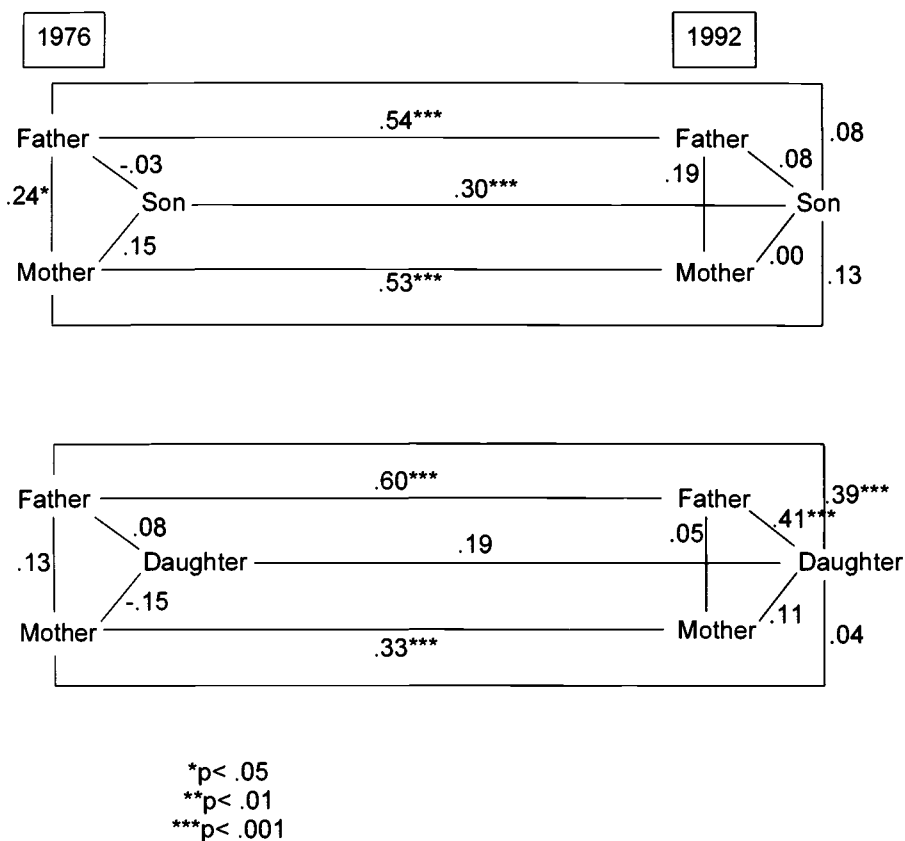 1976 1992
.54***
Father Father .08
-.03 .08
.24* .19
Son .30*** Son
.15 .00
Mother Mother .13
.53***
.60*** .39***
Father Father .41***
.08 .05
.13 .19
Daughter Daughter
-.15 .11
Mother Mother .04
.33***
*p< .05
**p< .01
***p< .001